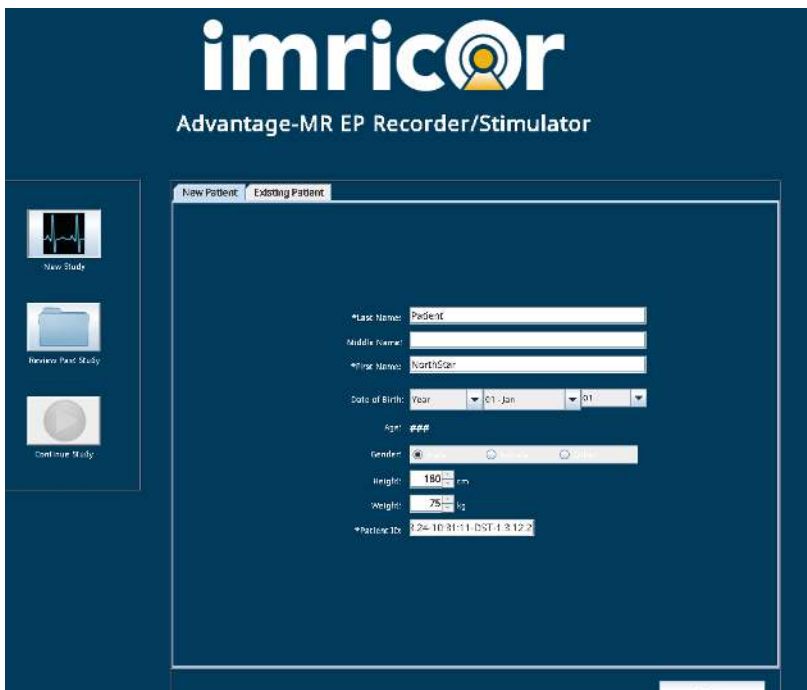 imricor
Advantage-MR EP Recorder/Stimulator
New Patient Existing Patient
New Study
Review Past Study
Continue Study
*Last Name: Patient
Middle Name:
*First Name: NorthStar
Date of Birth: Year 01 - Jan 01
Age: ###
Gender:
Height: 180 cm
Weight: 75 kg
*Patient ID: